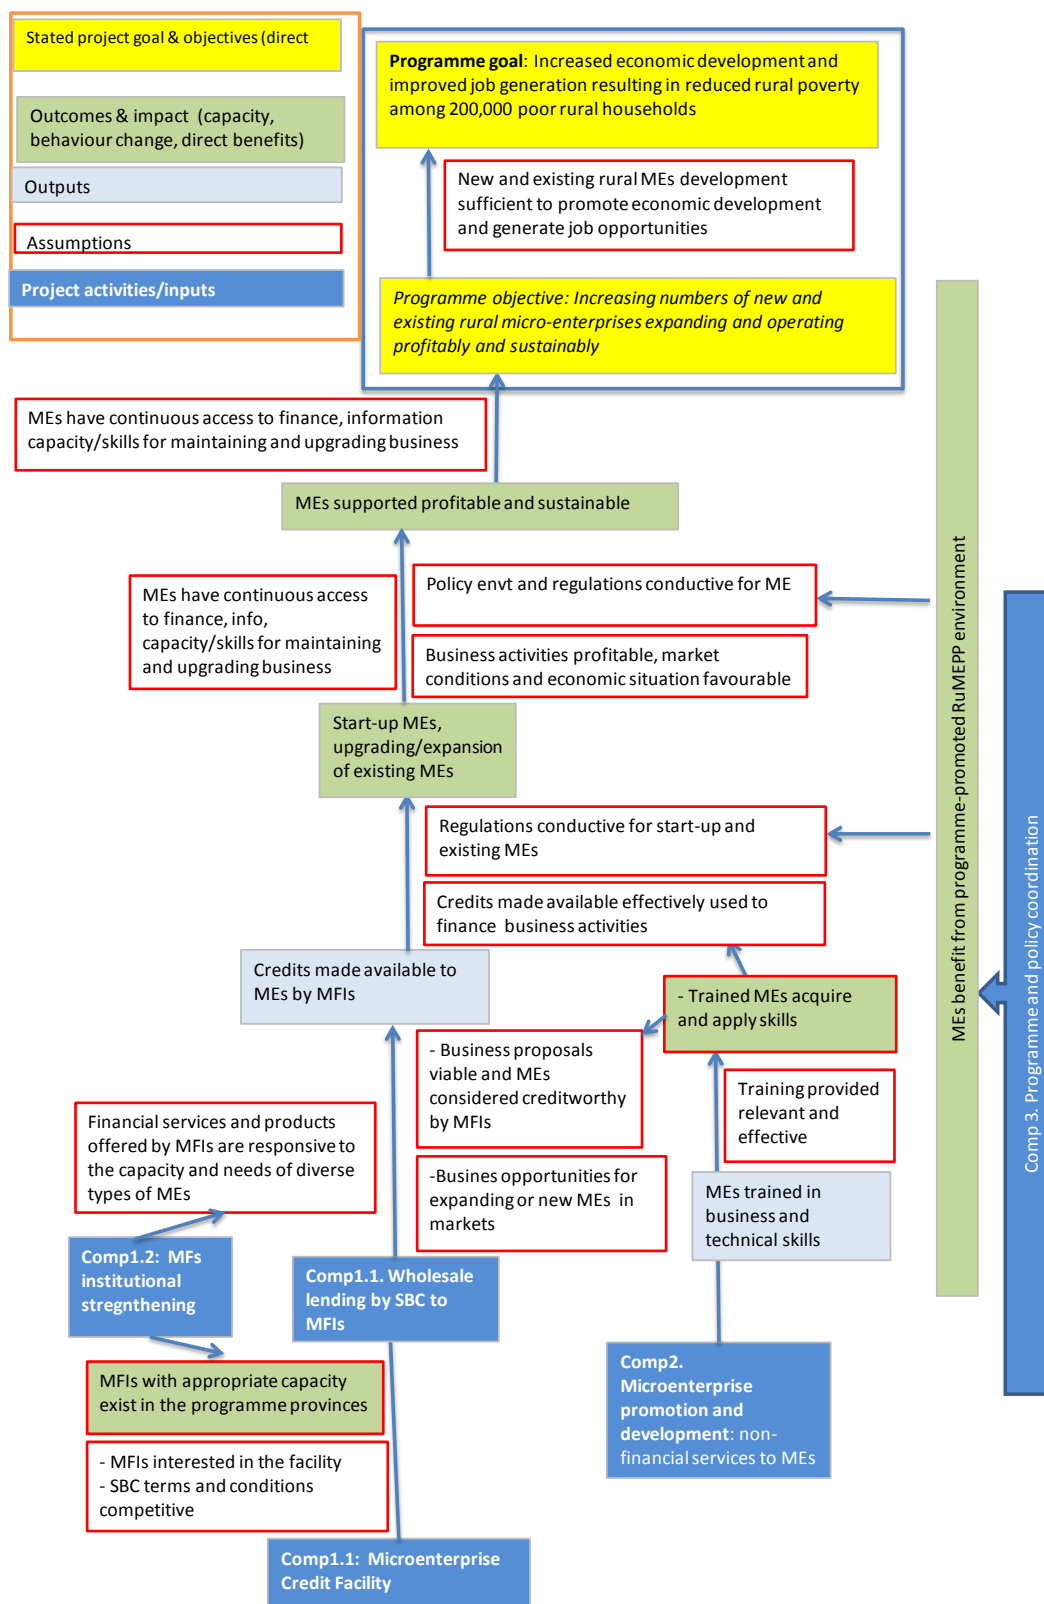 Stated project goal & objectives (direct
Outcomes & impact  (capacity,
behaviour change, direct benefits)
Outputs
Assumptions
Project activities/inputs
Programme goal: Increased economic development and
improved job generation resulting in reduced rural poverty
among 200,000 poor rural households
New and existing rural MEs development
sufficient to promote economic development
and generate job opportunities
Programme objective: Increasing numbers of new and
existing rural micro-enterprises expanding and operating
profitably and sustainably
MEs have continuous access to finance, information
capacity/skills for maintaining and upgrading business
MEs supported profitable and sustainable
MEs have continuous access
to finance, info,
capacity/skills for maintaining
and upgrading business
Policy envt and regulations conductive for ME
Business activities profitable, market
conditions and economic situation favourable
Start-up MEs,
upgrading/expansion
of existing MEs
Regulations conductive for start-up and
existing MEs
Credits made available effectively used to
finance  business activities
Credits made available to
MEs by MFIs
- Trained MEs acquire
and apply skills
- Business proposals
viable and MEs
considered creditworthy
by MFIs
Training provided
relevant and
effective
Financial services and products
offered by MFIs are responsive to
the capacity and needs of diverse
types of MEs
-Busines opportunities for
expanding or new MEs  in
markets
MEs trained in
business and
technical skills
Comp1.2:  MFs
institutional
stregnthening
Comp1.1. Wholesale
lending by SBC to
MFIs
MFIs with appropriate capacity
exist in the programme provinces
Comp2.
Microenterprise
promotion and
development: non-
financial services to MEs
- MFIs interested in the facility
- SBC terms and conditions
competitive
Comp1.1:  Microenterprise
Credit Facility
MEs benefit from programme-promoted RuMEPP environment
Comp 3. Programme and policy coordination